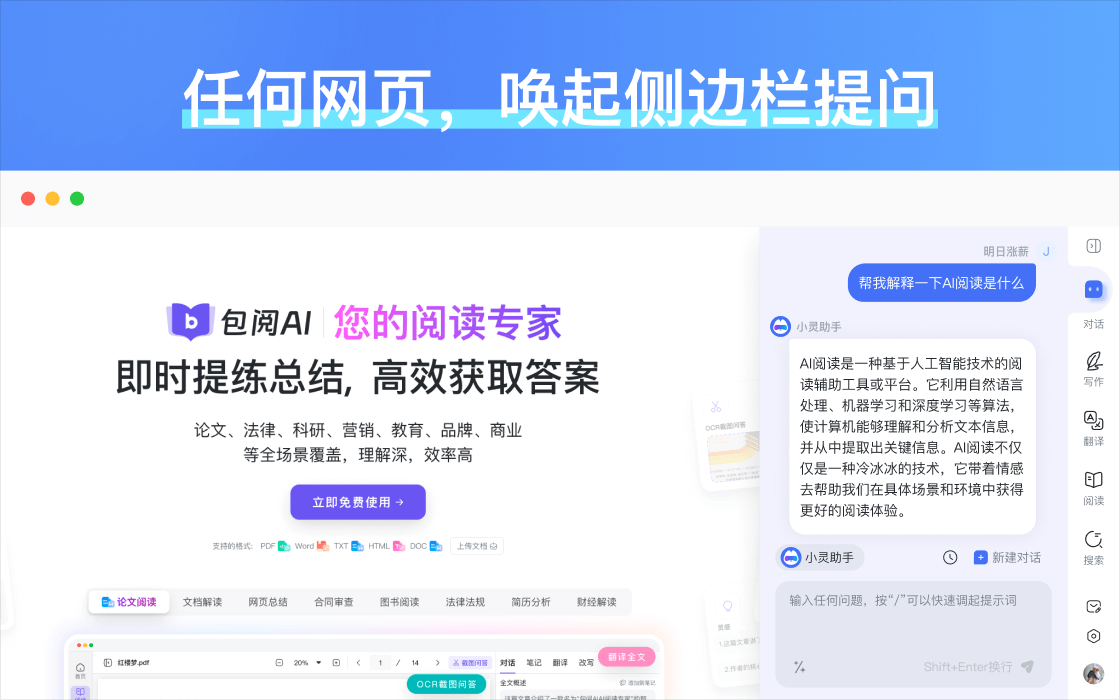 任何网页，唤起侧边栏提问
b 包阅AI 您的阅读专家
即时提练总结, 高效获取答案
论文、法律、科研、营销、教育、品牌、商业
等全场景覆盖，理解深，效率高
立即免费使用→
支持的格式: PDF Word TXT HTML DOC 上传文档
论文阅读 文档解读 网页总结 合同审查 图书阅读 法律法规 简历分析 财经解读
首页
红楼梦.pdf 20% 1 / 14 截图问答
对话 笔记 翻译 改写
翻译全文
OCR截图问答
全文概述 添加到笔记
OCR截图问答
灵感
明日涨薪 J
帮我解释一下AI阅读是什么
小灵助手
AI阅读是一种基于人工智能技术的阅
读辅助工具或平台。它利用自然语言
处理、机器学习和深度学习等算法，
使计算机能够理解和分析文本信息，
并从中提取出关键信息。AI阅读不仅
仅是一种冷冰冰的技术，它带着情感
去帮助我们在具体场景和环境中获得
更好的阅读体验。
小灵助手 新建对话
输入任何问题，按“/”可以快速调起提示词
Shift+Enter换行
对话
写作
翻译
阅读
搜索